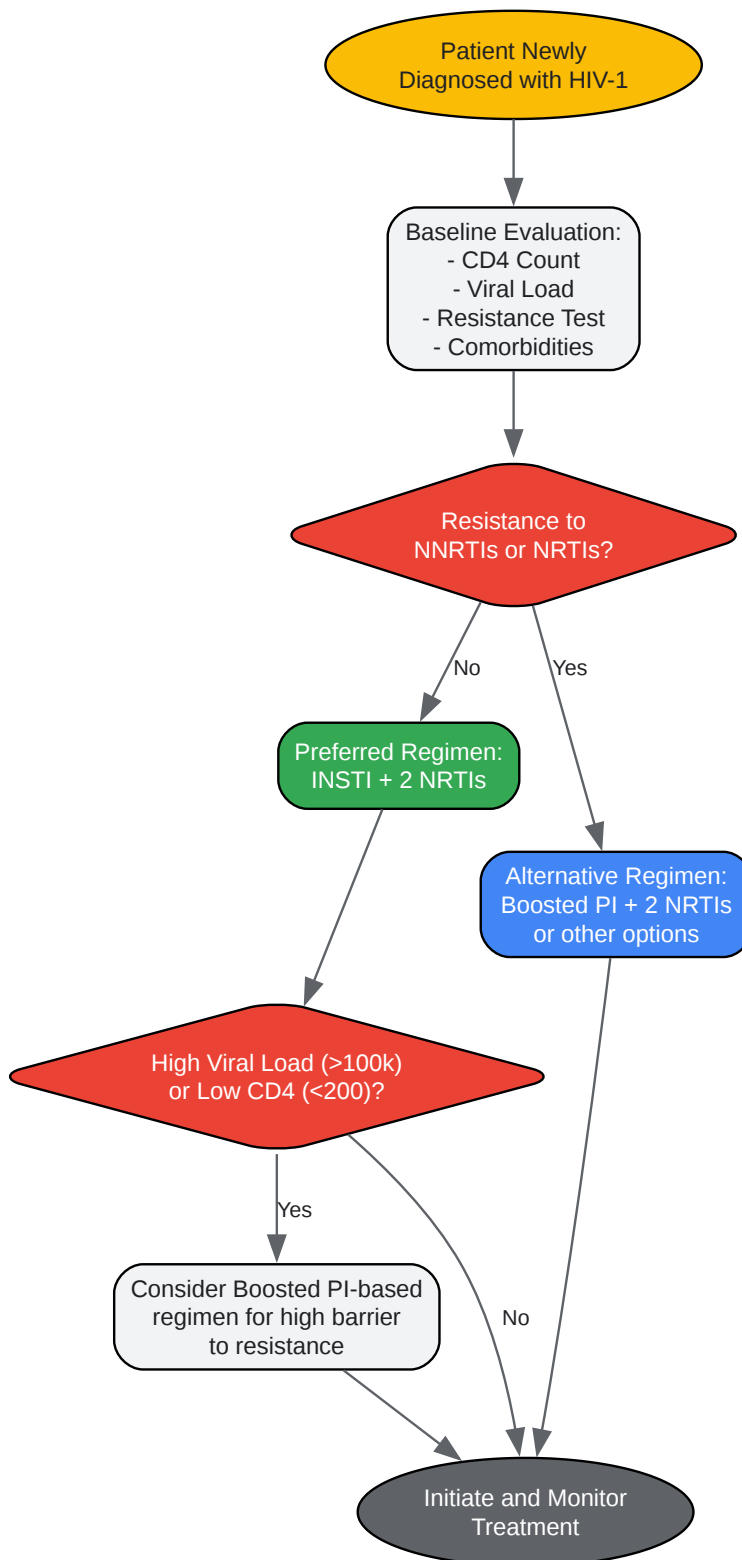 Patient Newly
Diagnosed with HIV-1
Baseline Evaluation:
- CD4 Count
- Viral Load
- Resistance Test
- Comorbidities
Resistance to
NNRTIs or NRTIs?
No
Yes
Preferred Regimen:
INSTI + 2 NRTIs
Alternative Regimen:
Boosted PI + 2 NRTIs
or other options
High Viral Load (>100k)
or Low CD4 (<200)?
Yes
No
Consider Boosted PI-based
regimen for high barrier
to resistance
Initiate and Monitor
Treatment